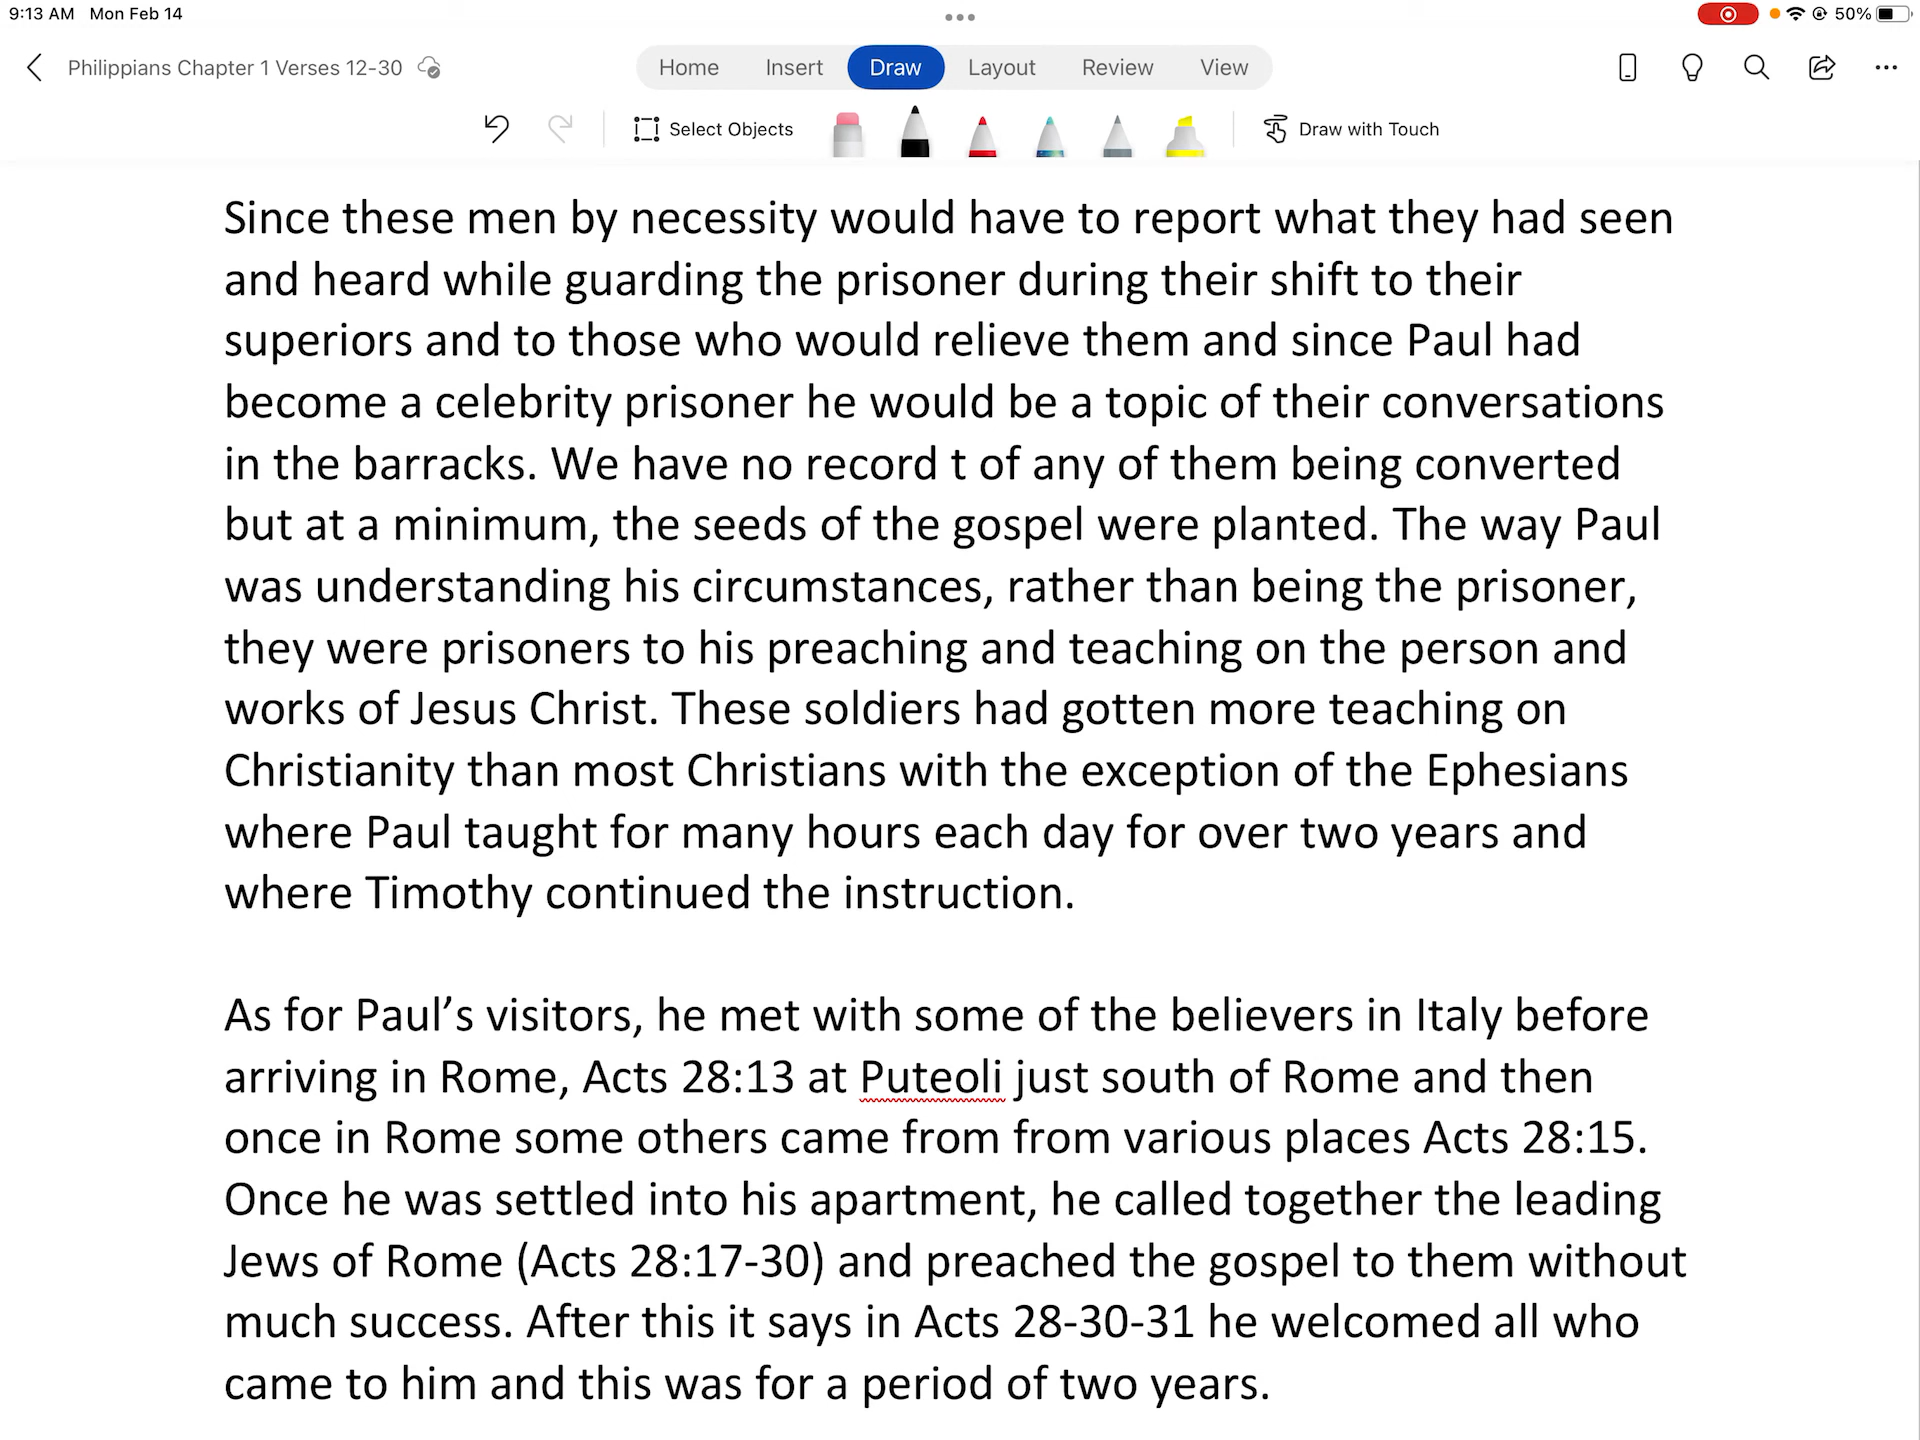 9:13 AM Mon Feb 14
50%
Philippians Chapter 1 Verses 12-30
Home Insert Draw Layout Review View
Select Objects
Draw with Touch
Since these men by necessity would have to report what they had seen
and heard while guarding the prisoner during their shift to their
superiors and to those who would relieve them and since Paul had
become a celebrity prisoner he would be a topic of their conversations
in the barracks. We have no record t of any of them being converted
but at a minimum, the seeds of the gospel were planted. The way Paul
was understanding his circumstances, rather than being the prisoner,
they were prisoners to his preaching and teaching on the person and
works of Jesus Christ. These soldiers had gotten more teaching on
Christianity than most Christians with the exception of the Ephesians
where Paul taught for many hours each day for over two years and
where Timothy continued the instruction.
As for Paul’s visitors, he met with some of the believers in Italy before
arriving in Rome, Acts 28:13 at Puteoli just south of Rome and then
once in Rome some others came from from various places Acts 28:15.
Once he was settled into his apartment, he called together the leading
Jews of Rome (Acts 28:17-30) and preached the gospel to them without
much success. After this it says in Acts 28-30-31 he welcomed all who
came to him and this was for a period of two years.